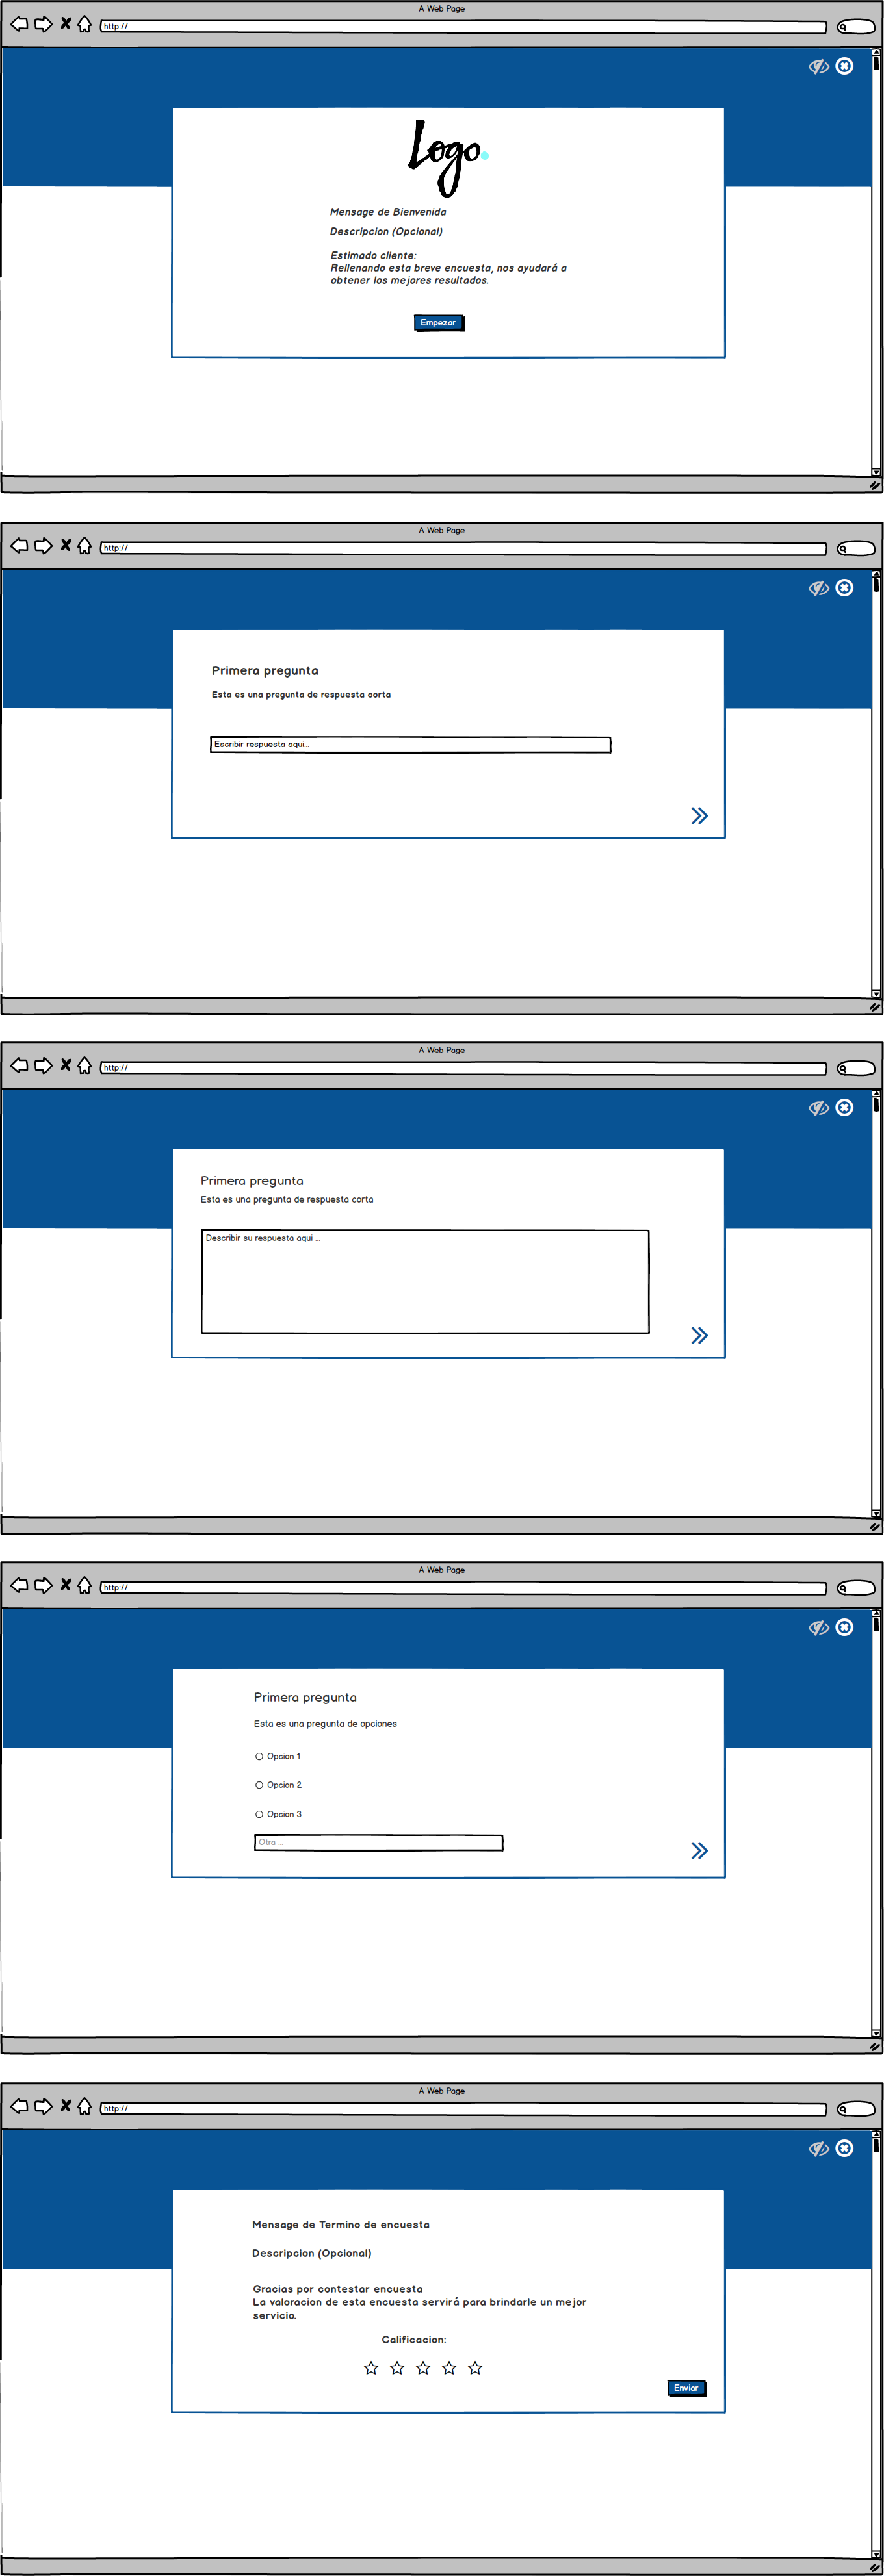 A Web Page
http://
Logo.
Mensage de Bienvenida
Descripcion (Opcional)
Estimado cliente:
Rellenando esta breve encuesta, nos ayudará a
obtener los mejores resultados.
Empezar
A Web Page
http://
Primera pregunta
Esta es una pregunta de respuesta corta
Escribir respuesta aqui...
A Web Page
http://
Primera pregunta
Esta es una pregunta de respuesta corta
Describir su respuesta aqui ...
A Web Page
http://
Primera pregunta
Esta es una pregunta de opciones
Opcion 1
Opcion 2
Opcion 3
Otra ...
A Web Page
http://
Mensage de Termino de encuesta
Descripcion (Opcional)
Gracias por contestar encuesta
La valoracion de esta encuesta servirá para brindarle un mejor
servicio.
Calificacion:
Enviar